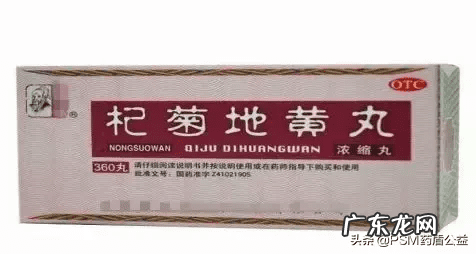 OTC
®
杞菊地黄丸
NONGSUOWAN QIJU DIHUANGWAN 浓缩丸
360丸
请仔细阅读说明书并按说明使用或在药师指导下购买和使用
批准文号：国药准字Z41021905
广东龙网
头条 @PSM药盾公益